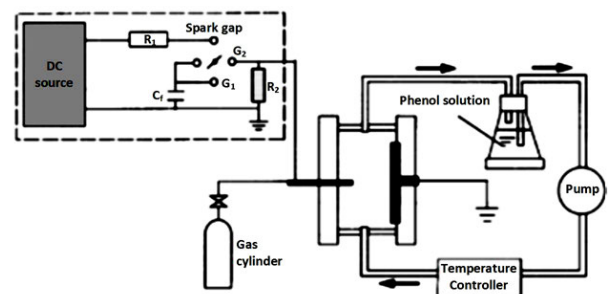 Spark gap
R1
G2
DC
source
G1
R2
Cf
Phenol solution
Pump
Gas
cylinder
Temperature
Controller